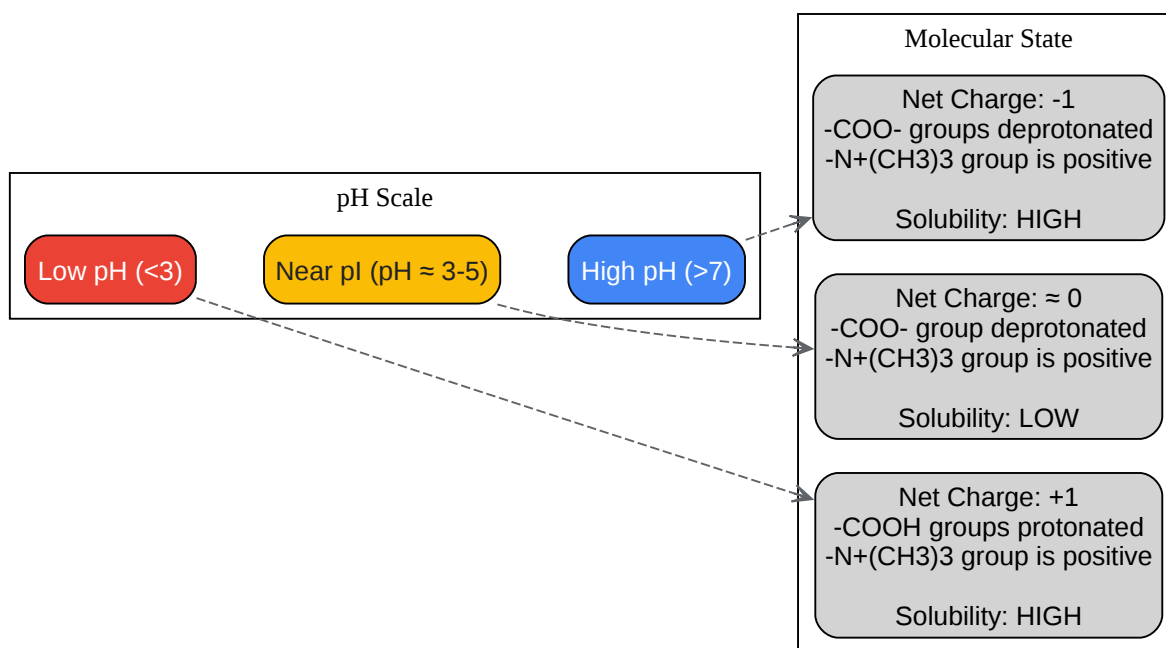 pH Scale
Low pH (<3)
Near pI (pH ≈ 3-5)
High pH (>7)
Molecular State
Net Charge: -1
-COO- groups deprotonated
-N+(CH3)3 group is positive
Solubility: HIGH
Net Charge: ≈ 0
-COO- group deprotonated
-N+(CH3)3 group is positive
Solubility: LOW
Net Charge: +1
-COOH groups protonated
-N+(CH3)3 group is positive
Solubility: HIGH